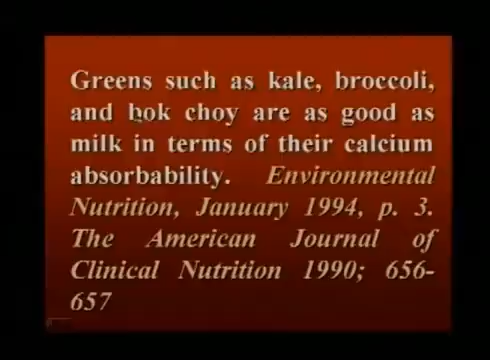 Greens such as kale, broccoli,
and bok choy are as good as
milk in terms of their calcium
absorbability. Environmental
Nutrition, January 1994, p. 3.
The American Journal of
Clinical Nutrition 1990; 656-
657